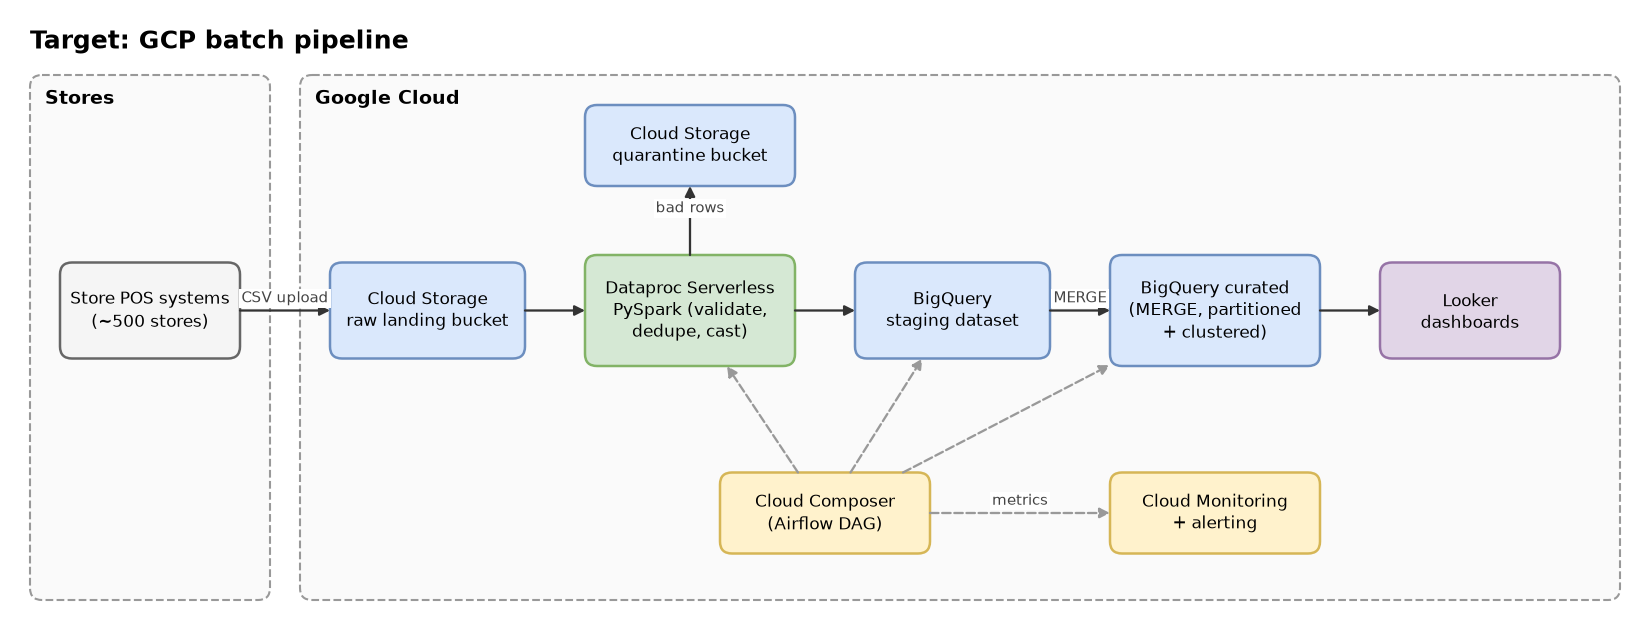 Target: GCP batch pipeline
Stores
Google Cloud
Cloud Storage
quarantine bucket
bad rows
Store POS systems
(~500 stores)
CSV upload
Cloud Storage
raw landing bucket
Dataproc Serverless
PySpark (validate,
dedupe, cast)
BigQuery
staging dataset
MERGE
BigQuery curated
(MERGE, partitioned
+ clustered)
Looker
dashboards
Cloud Composer
(Airflow DAG)
metrics
Cloud Monitoring
+ alerting